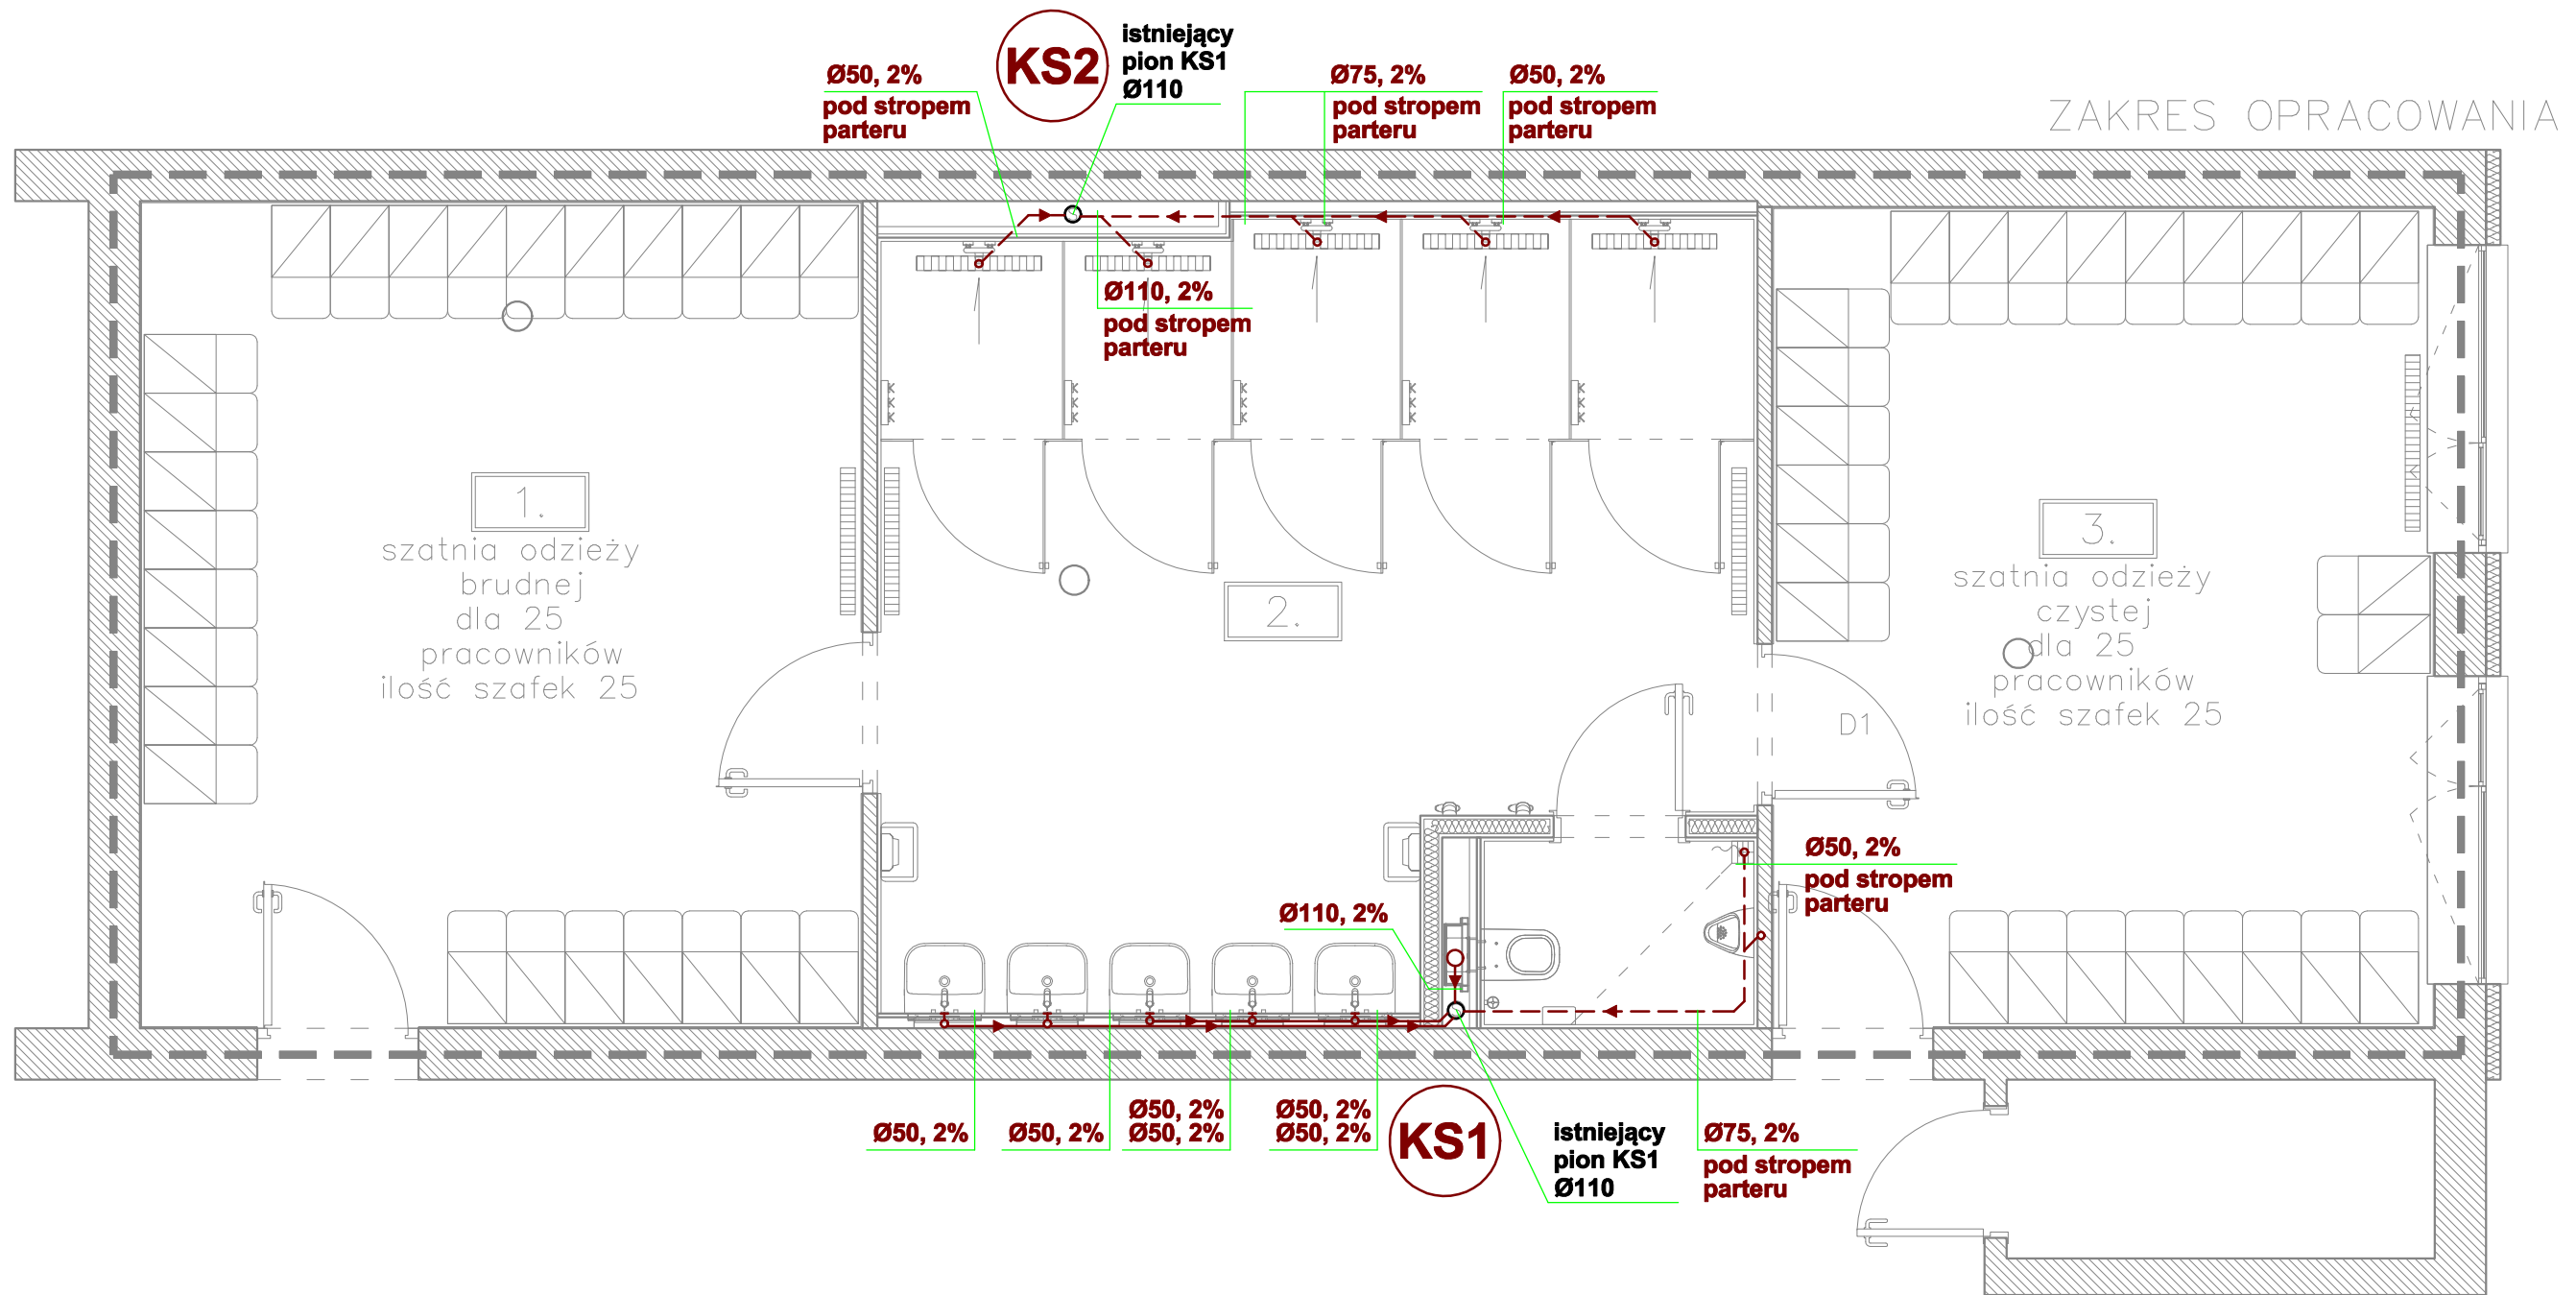 KS2
istniejący
pion KS1
Ø110
Ø50, 2%
pod stropem
parteru
Ø75, 2%
pod stropem
parteru
Ø50, 2%
pod stropem
parteru
ZAKRES OPRACOWANIA
Ø110, 2%
pod stropem
parteru
1.
szatnia odzieży
brudnej
dla 25
pracowników
ilość szafek 25
2.
3.
szatnia odzieży
czystej
dla 25
pracowników
ilość szafek 25
D1
Ø50, 2%
pod stropem
parteru
Ø110, 2%
Ø50, 2%
Ø50, 2%
Ø50, 2%
Ø50, 2%
Ø50, 2%
Ø50, 2%
KS1
istniejący
pion KS1
Ø110
Ø75, 2%
pod stropem
parteru